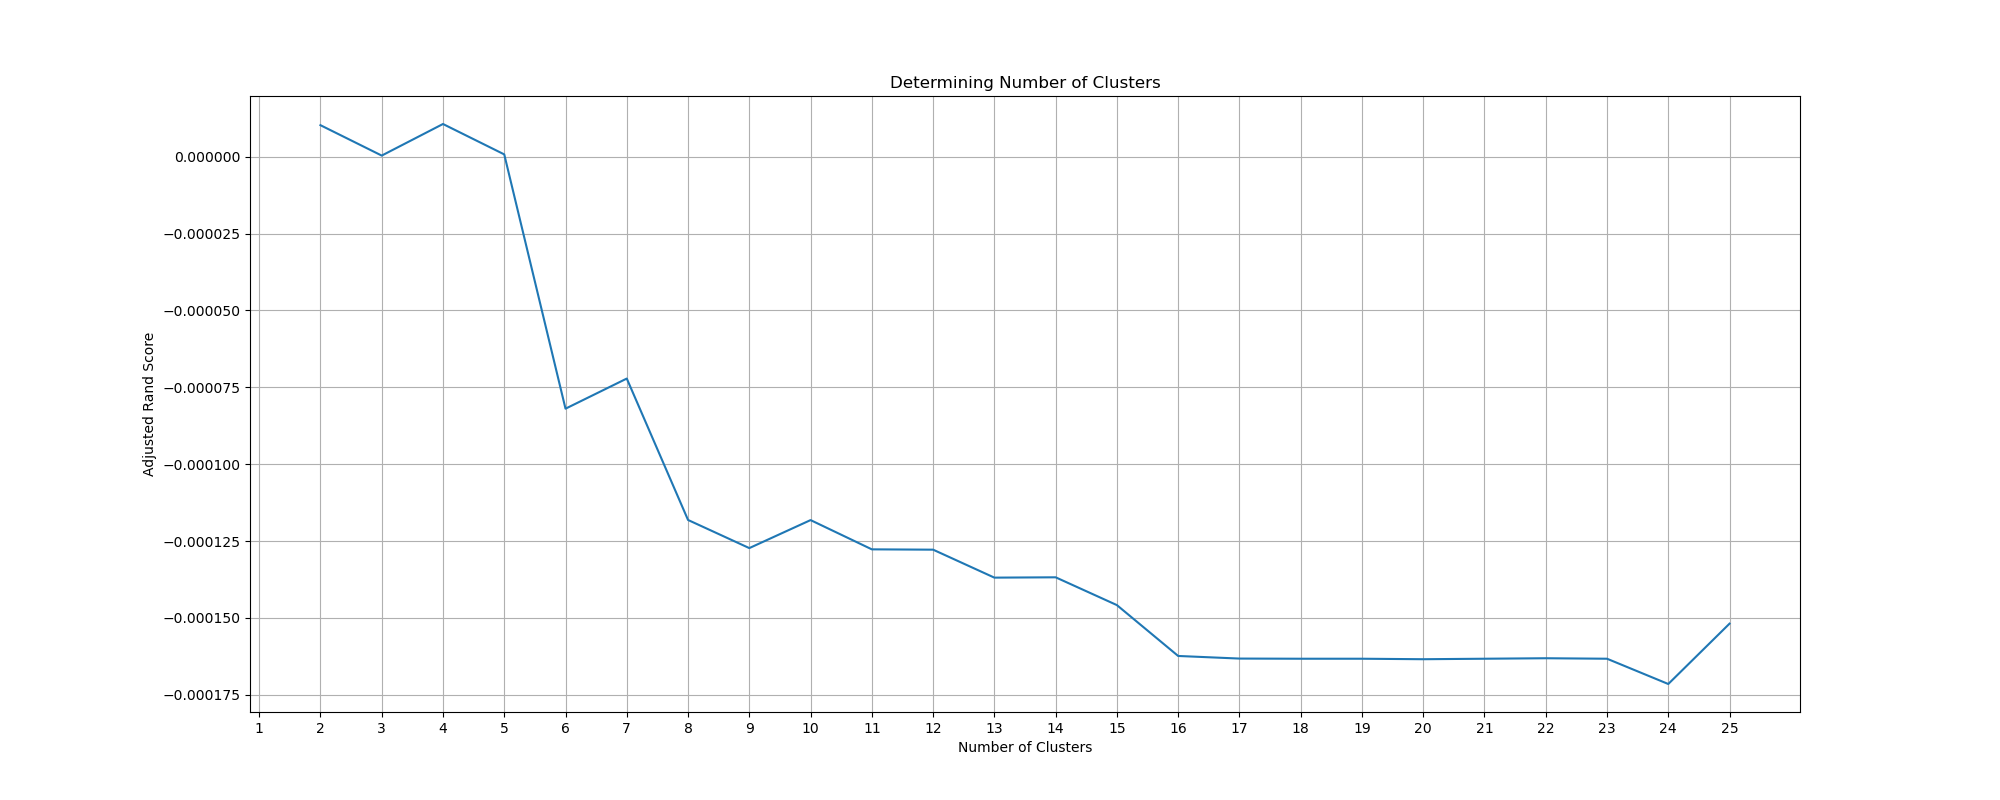 Determining Number of Clusters
0.000000
−0.000025
−0.000050
−0.000075
−0.000100
−0.000125
−0.000150
−0.000175
Adjusted Rand Score
1 2 3 4 5 6 7 8 9 10 11 12 13 14 15 16 17 18 19 20 21 22 23 24 25
Number of Clusters